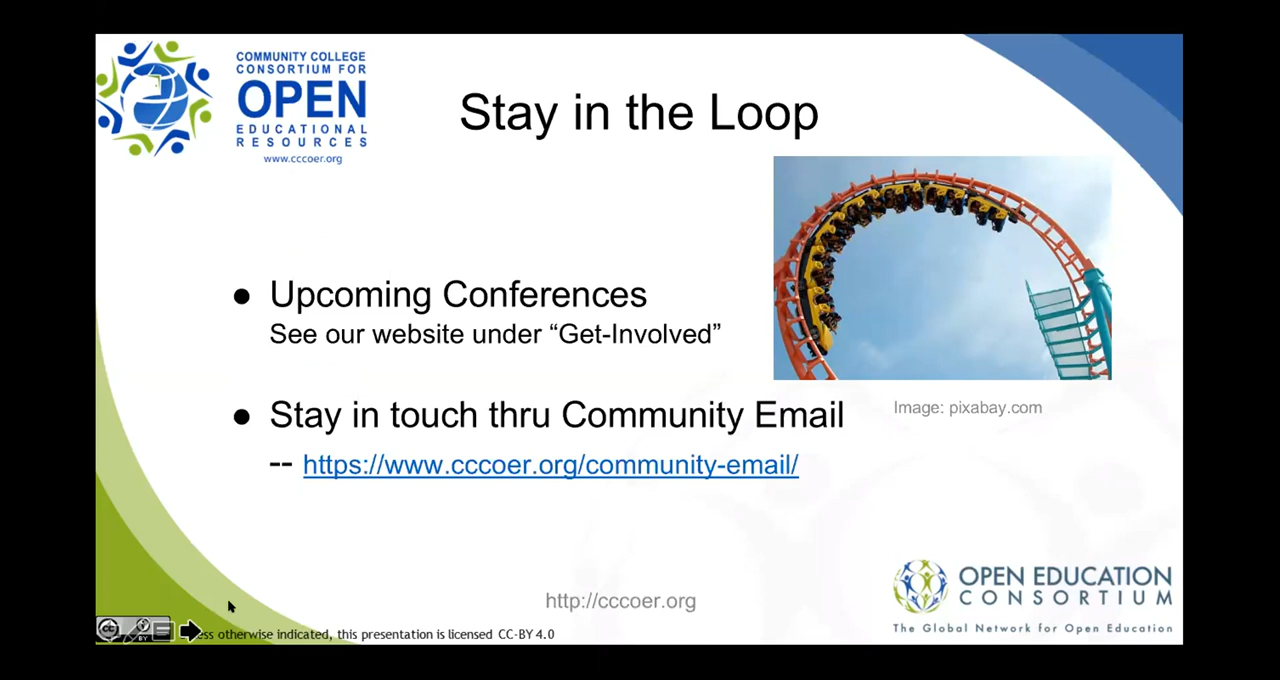 COMMUNITY COLLEGE
CONSORTIUM FOR
OPEN
EDUCATIONAL
RESOURCES
www.cccoer.org
Stay in the Loop
● Upcoming Conferences
See our website under “Get-Involved”
● Stay in touch thru Community Email
-- https://www.cccoer.org/community-email/
Image: pixabay.com
http://cccoer.org
OPEN EDUCATION
CONSORTIUM
The Global Network for Open Education
cc BY
otherwise indicated, this presentation is licensed CC-BY 4.0